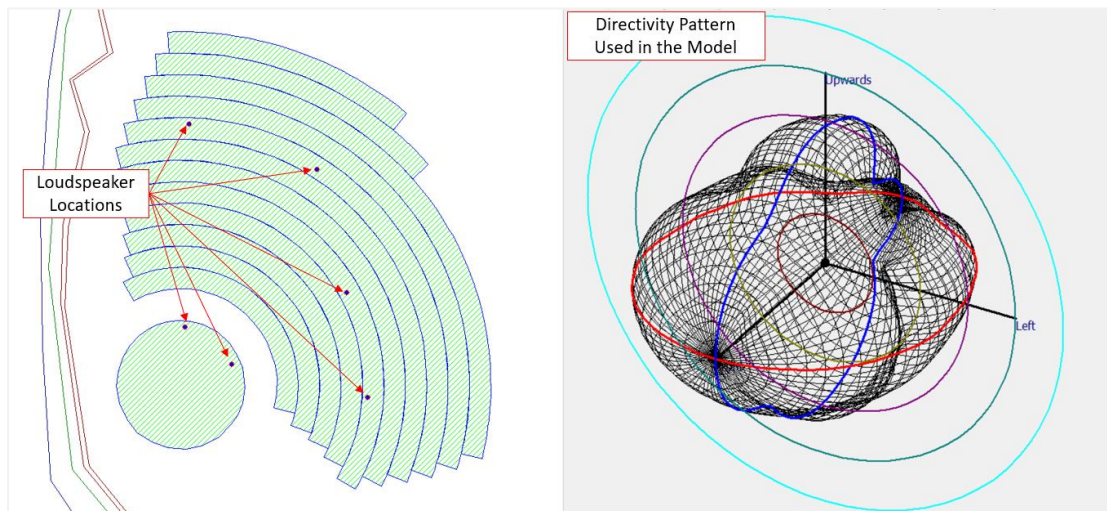 Loudspeaker
Locations
Directivity Pattern
Used in the Model
Upwards
Left